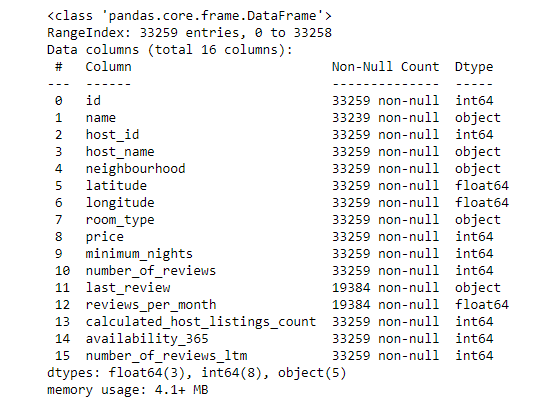 <class 'pandas.core.frame.DataFrame'>
RangeIndex: 33259 entries, 0 to 33258
Data columns (total 16 columns):
 #   Column                          Non-Null Count  Dtype
---  ------                          --------------  -----
 0   id                              33259 non-null  int64
 1   name                            33239 non-null  object
 2   host_id                         33259 non-null  int64
 3   host_name                       33259 non-null  object
 4   neighbourhood                   33259 non-null  object
 5   latitude                        33259 non-null  float64
 6   longitude                       33259 non-null  float64
 7   room_type                       33259 non-null  object
 8   price                           33259 non-null  int64
 9   minimum_nights                  33259 non-null  int64
 10  number_of_reviews               33259 non-null  int64
 11  last_review                     19384 non-null  object
 12  reviews_per_month               19384 non-null  float64
 13  calculated_host_listings_count  33259 non-null  int64
 14  availability_365                33259 non-null  int64
 15  number_of_reviews_ltm           33259 non-null  int64
dtypes: float64(3), int64(8), object(5)
memory usage: 4.1+ MB